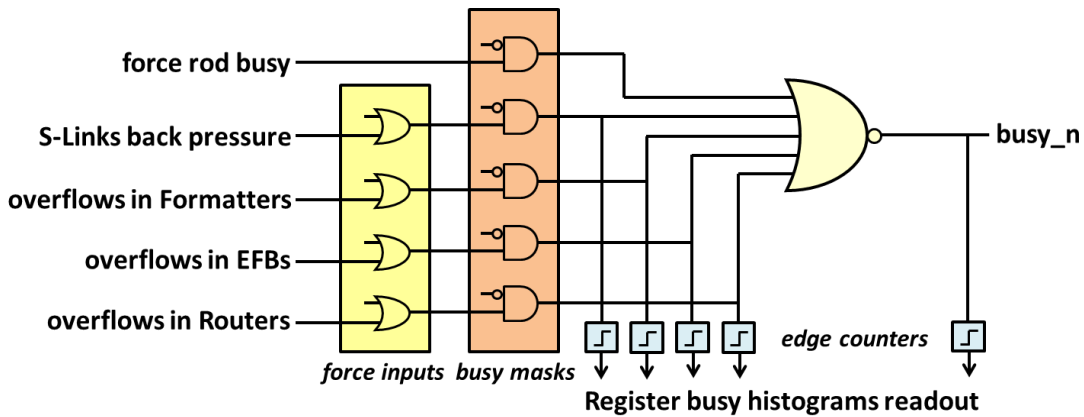 force rod busy
S-Links back pressure
busy_n
overflows in Formatters
overflows in EFBs
overflows in Routers
edge counters
force inputs
busy masks
Register busy histograms readout